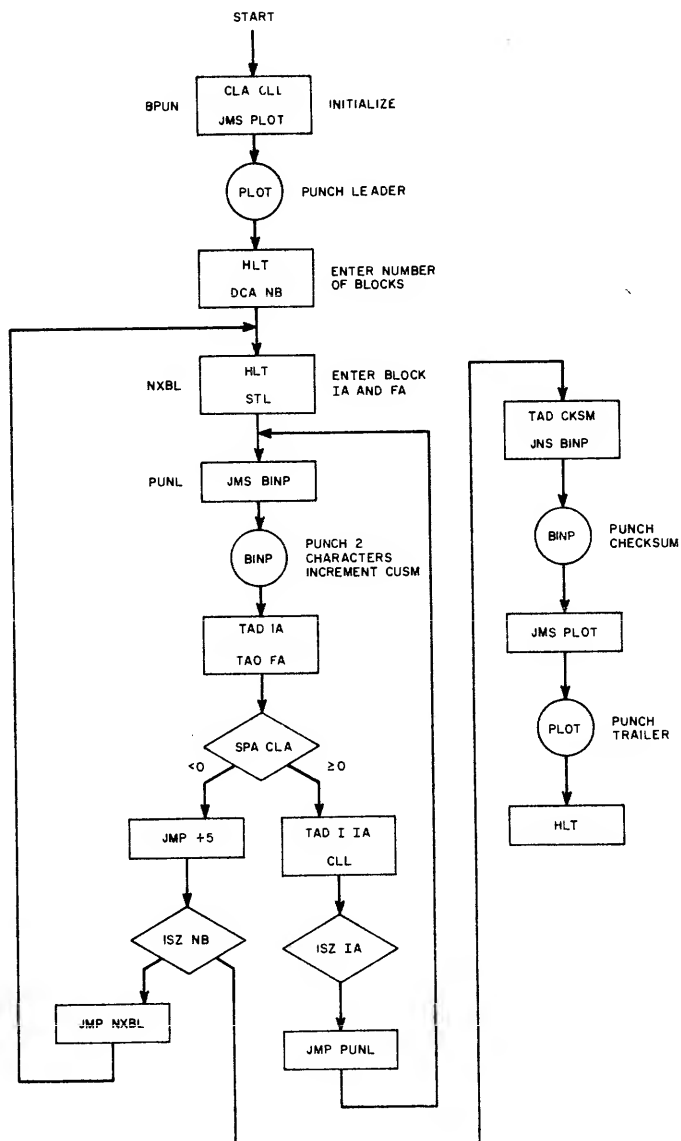 START
BPUN
CLA CLL
JMS PLOT
INITIALIZE
PLOT
PUNCH LEADER
HLT
DCA NB
ENTER NUMBER
OF BLOCKS
NXBL
HLT
STL
ENTER BLOCK
IA AND FA
PUNL
JMS BINP
BINP
PUNCH 2
CHARACTERS
INCREMENT CUSM
TAD IA
TAO FA
SPA CLA
<0
≥0
JMP +5
TAD I IA
CLL
ISZ NB
ISZ IA
JMP NXBL
JMP PUNL
TAD CKSM
JNS BINP
BINP
PUNCH
CHECKSUM
JMS PLOT
PLOT
PUNCH
TRAILER
HLT